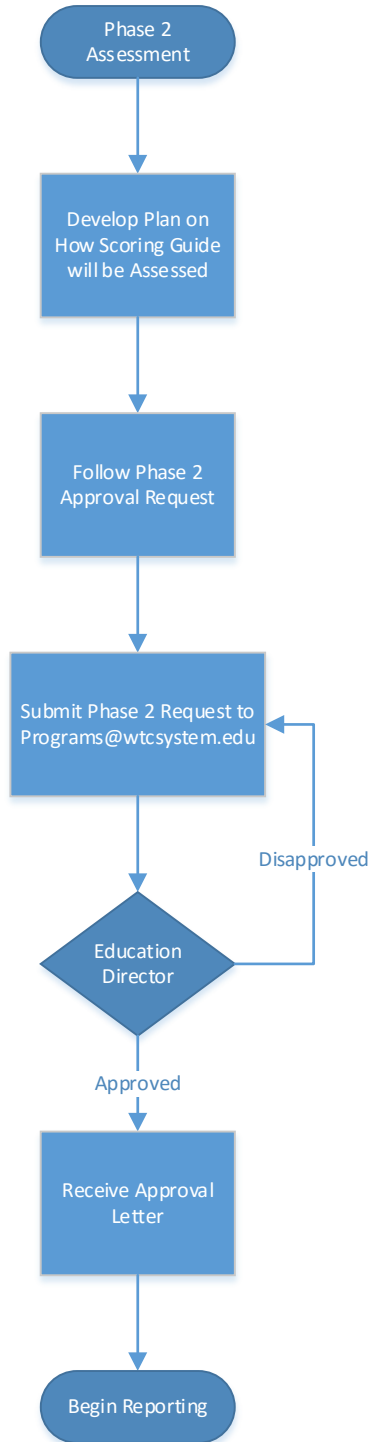 Phase 2
Assessment
Develop Plan on
How Scoring Guide
will be Assessed
Follow Phase 2
Approval Request
Submit Phase 2 Request to
Programs@wtcsystem.edu
Disapproved
Education
Director
Approved
Receive Approval
Letter
Begin Reporting